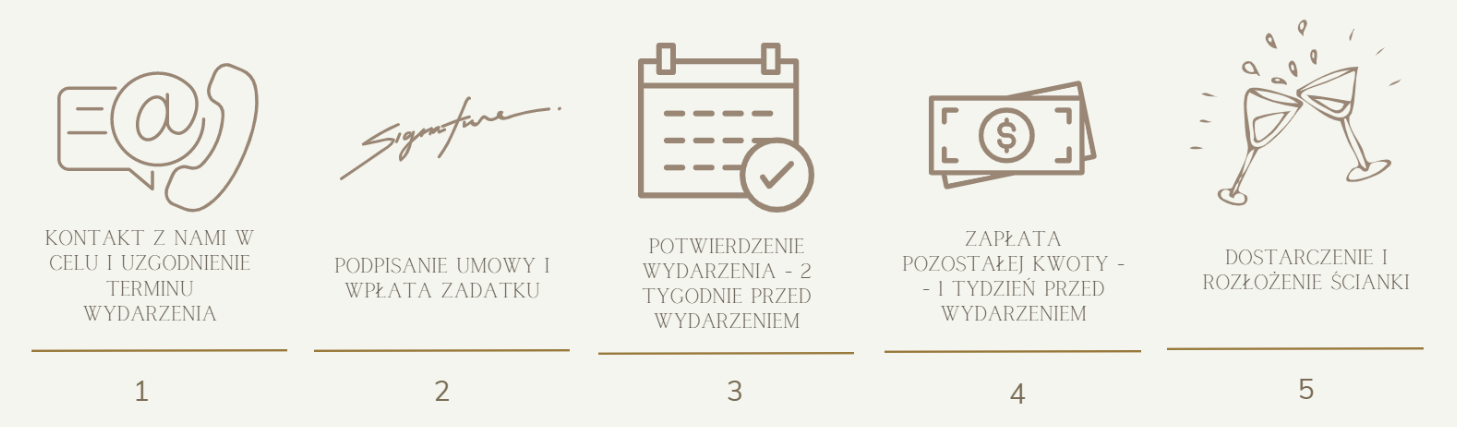 KONTAKT Z NAMI W
CELU I UZGODNIENIE
TERMINU
WYDARZENIA
1
Signature
PODPISANIE UMOWY I
WPŁATA ZADATKU
2
POTWIERDZENIE
WYDARZENIA - 2
TYGODNIE PRZED
WYDARZENIEM
3
ZAPŁATA
POZOSTAŁEJ KWOTY -
- 1 TYDZIEŃ PRZED
WYDARZENIEM
4
DOSTARCZENIE I
ROZŁOŻENIE ŚCIANKI
5